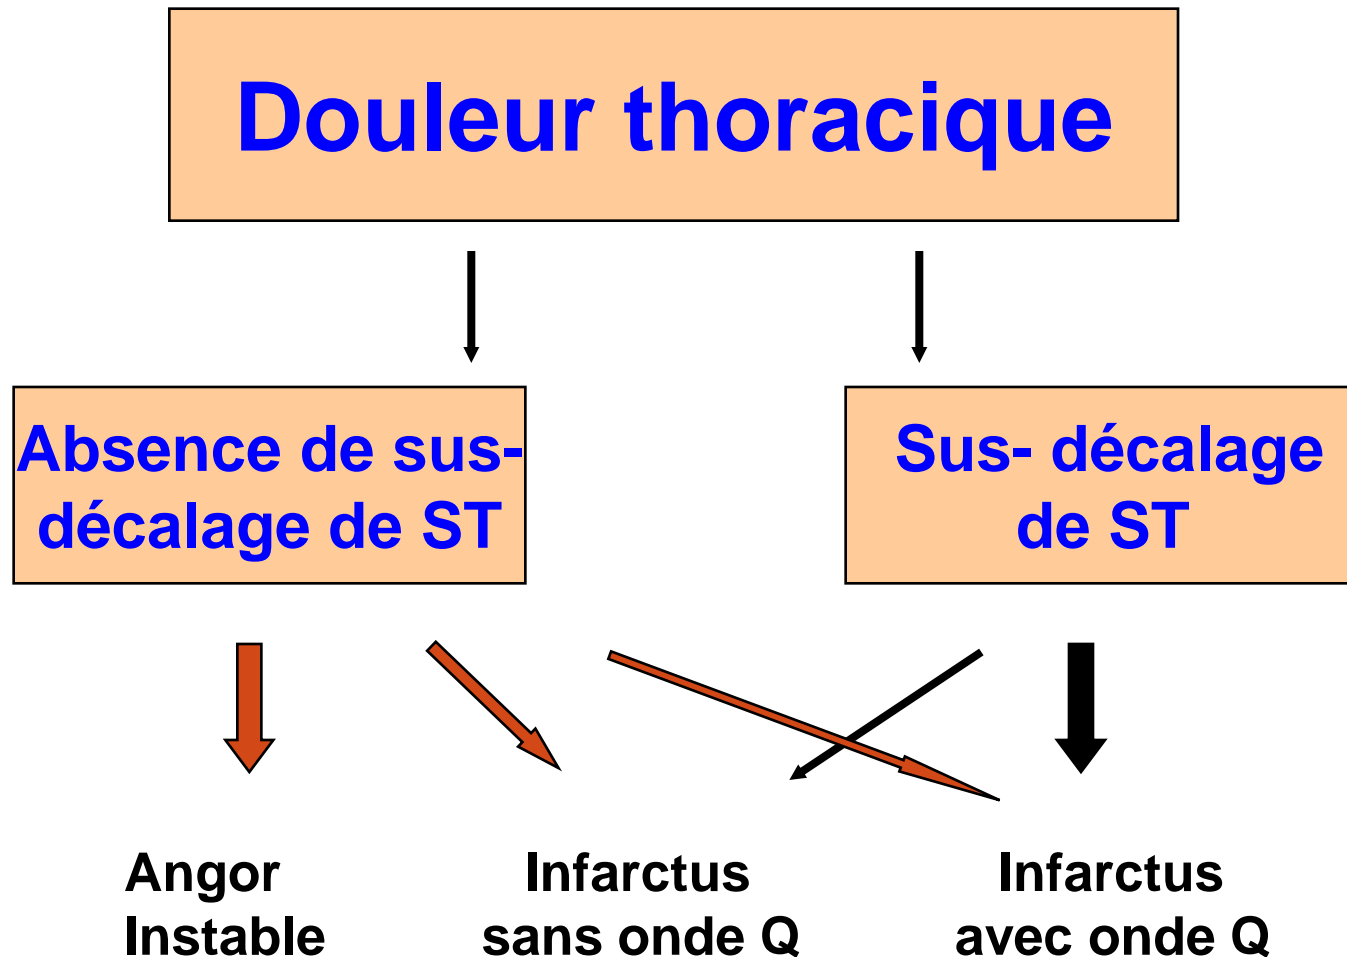 Douleur thoracique
Absence de sus-
décalage de ST
Sus- décalage
de ST
Angor
Instable
Infarctus
sans onde Q
Infarctus
avec onde Q